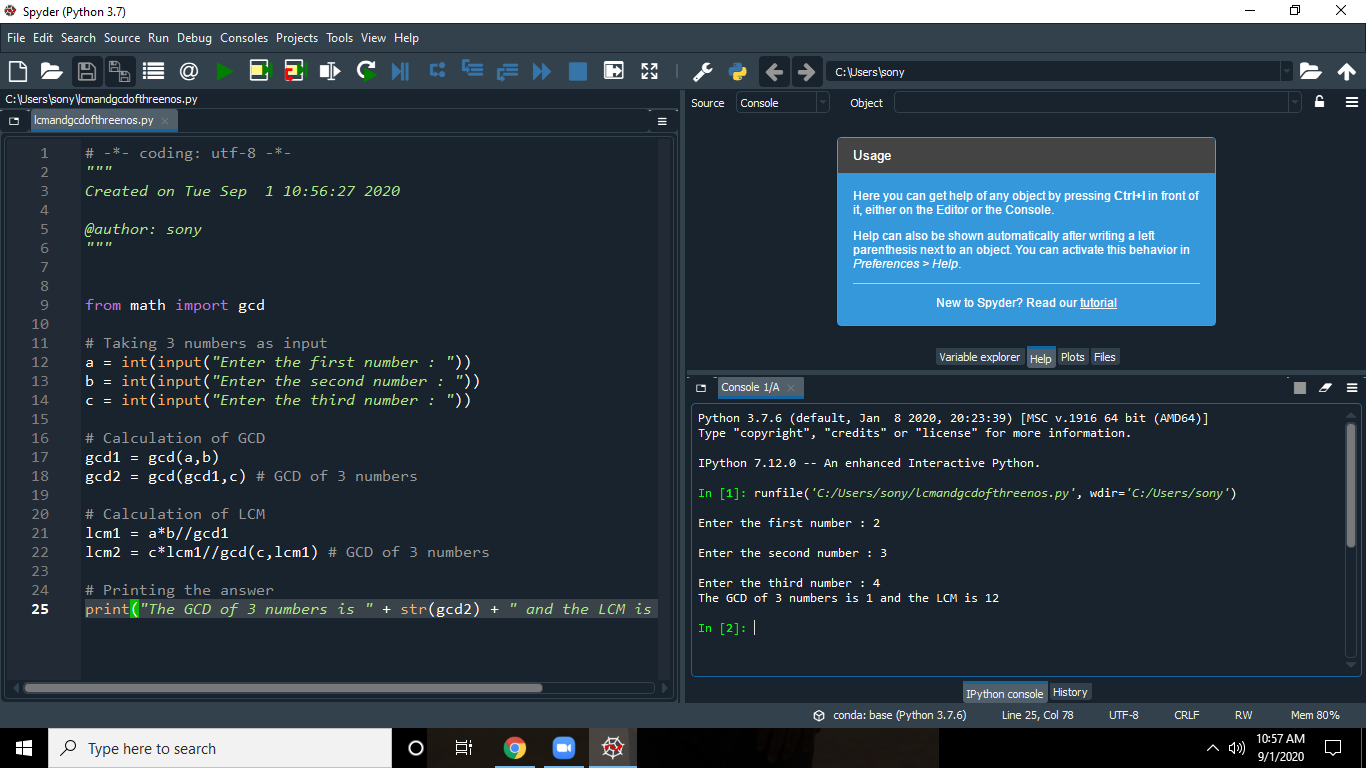 Spyder (Python 3.7)
File Edit Search Source Run Debug Consoles Projects Tools View Help
C:\Users\sony
C:\Users\sony\lcmandgcdofthreenos.py
lcmandgcdofthreenos.py
1 # -*- coding: utf-8 -*-
2 """
3 Created on Tue Sep  1 10:56:27 2020
4
5 @author: sony
6 """
7
8
9 from math import gcd
10
11 # Taking 3 numbers as input
12 a = int(input("Enter the first number : "))
13 b = int(input("Enter the second number : "))
14 c = int(input("Enter the third number : "))
15
16 # Calculation of GCD
17 gcd1 = gcd(a,b)
18 gcd2 = gcd(gcd1,c) # GCD of 3 numbers
19
20 # Calculation of LCM
21 lcm1 = a*b//gcd1
22 lcm2 = c*lcm1//gcd(c,lcm1) # GCD of 3 numbers
23
24 # Printing the answer
25 print("The GCD of 3 numbers is " + str(gcd2) + " and the LCM is
Source Console Object
Usage
Here you can get help of any object by pressing Ctrl+I in front of
it, either on the Editor or the Console.
Help can also be shown automatically after writing a left
parenthesis next to an object. You can activate this behavior in
Preferences > Help.
New to Spyder? Read our tutorial
Variable explorer Help Plots Files
Console 1/A
Python 3.7.6 (default, Jan  8 2020, 20:23:39) [MSC v.1916 64 bit (AMD64)]
Type "copyright", "credits" or "license" for more information.
IPython 7.12.0 -- An enhanced Interactive Python.
In [1]: runfile('C:/Users/sony/lcmandgcdofthreenos.py', wdir='C:/Users/sony')
Enter the first number : 2
Enter the second number : 3
Enter the third number : 4
The GCD of 3 numbers is 1 and the LCM is 12
In [2]:
IPython console History
conda: base (Python 3.7.6) Line 25, Col 78 UTF-8 CRLF RW Mem 80%
Type here to search
10:57 AM
9/1/2020